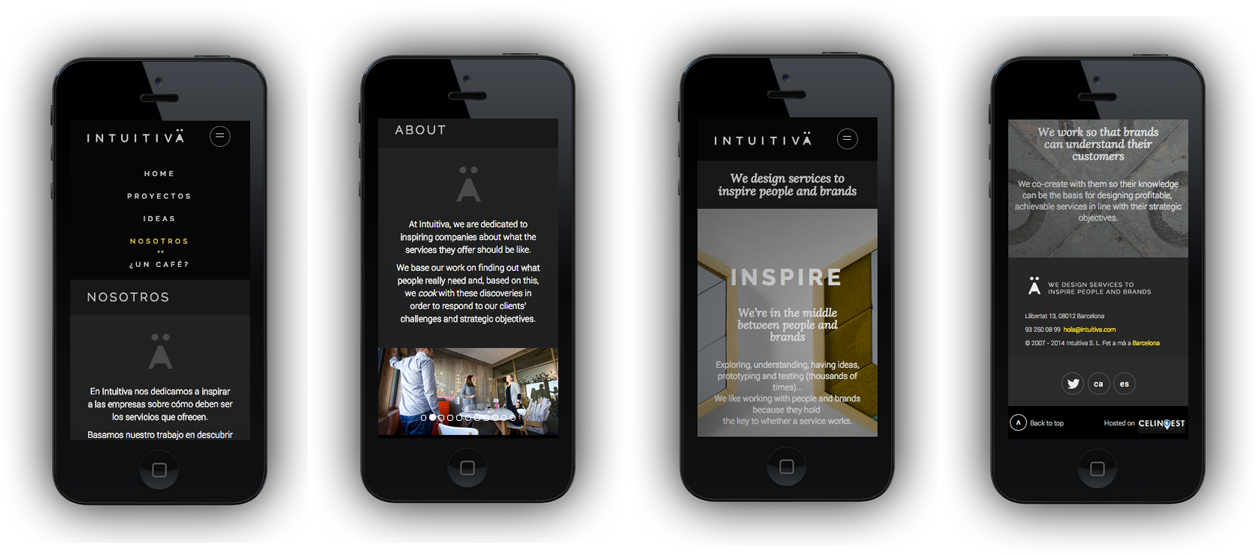 INTUITIVÄ
HOME
PROYECTOS
IDEAS
NOSOTROS
¿UN CAFÉ?
NOSOTROS
Ä
En Intuitiva nos dedicamos a inspirar
a las empresas sobre cómo deben ser
los servicios que ofrecen.
Basamos nuestro trabajo en descubrir
ABOUT
Ä
At Intuitiva, we are dedicated to
inspiring companies about what the
services they offer should be like.
We base our work on finding out what
people really need and, based on this,
we cook with these discoveries in
order to respond to our clients'
challenges and strategic objectives.
INTUITIVÄ
We design services to
inspire people and brands
INSPIRE
We're in the middle
between people and
brands
Exploring, understanding, having ideas,
prototyping and testing (thousands of
times)...
We like working with people and brands
because they hold
the key to whether a service works.
We work so that brands
can understand their
customers
We co-create with them so their knowledge
can be the basis for designing profitable,
achievable services in line with their strategic
objectives.
Ä WE DESIGN SERVICES TO
INSPIRE PEOPLE AND BRANDS
Llibertat 13, 08012 Barcelona
93 250 08 99 hola@intuitiva.com
© 2007 - 2014 Intuitiva S. L. Fet a mà a Barcelona
ca es
Back to top Hosted on CELINGEST